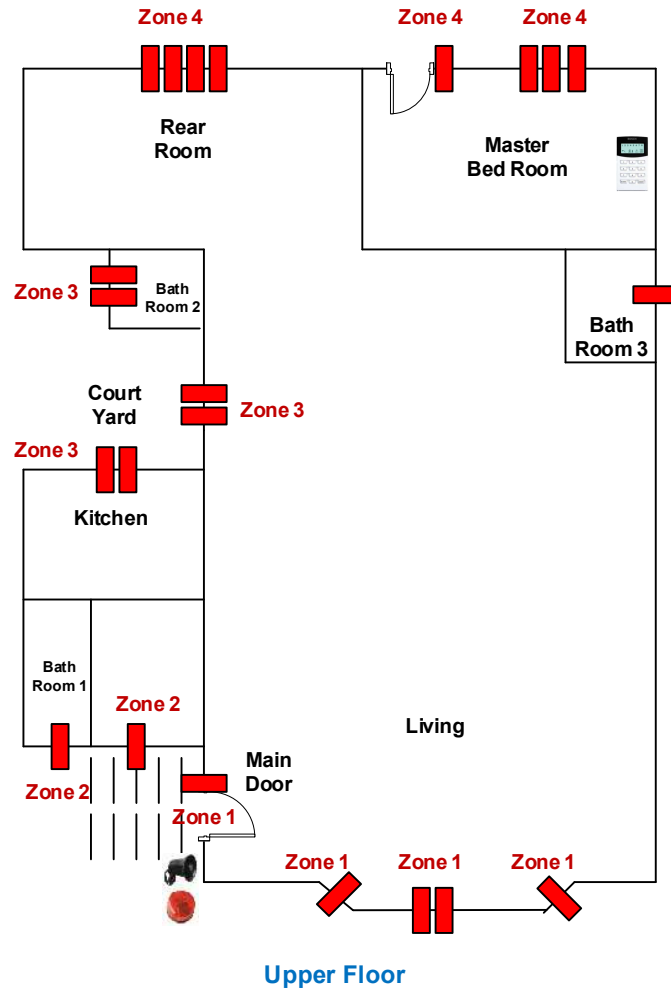 Zone 4
Zone 4
Zone 4
Rear
Room
Master
Bed Room
Zone 3
Bath
Room 2
Bath
Room 3
Court
Yard
Zone 3
Zone 3
Kitchen
Bath
Room 1
Zone 2
Living
Main
Door
Zone 2
Zone 1
Zone 1
Zone 1
Zone 1
Upper Floor